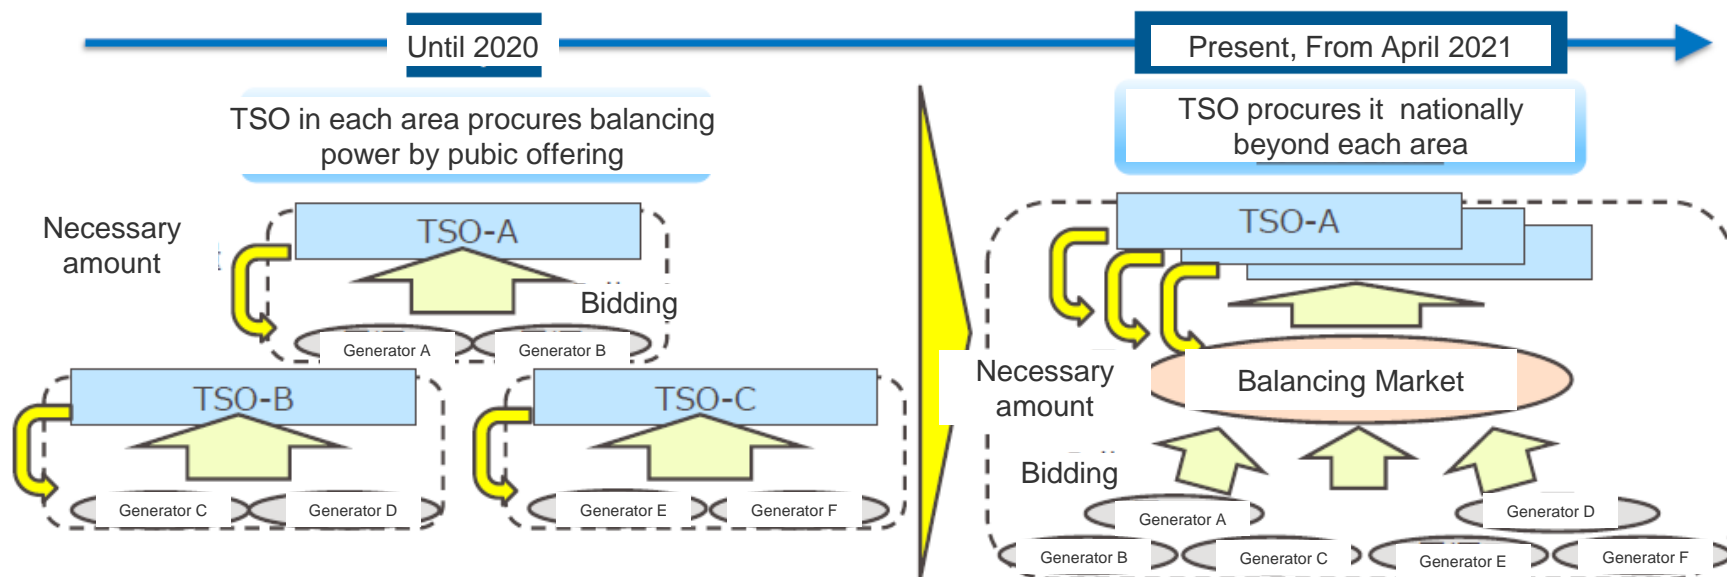 Until 2020
Present, From April 2021
TSO in each area procures balancing
power by pubic offering
TSO procures it nationally
beyond each area
Necessary
amount
TSO-A
Bidding
Generator A
Generator B
TSO-B
Generator C
Generator D
TSO-C
Generator E
Generator F
TSO-A
Necessary
amount
Balancing Market
Bidding
Generator A
Generator D
Generator B
Generator C
Generator E
Generator F